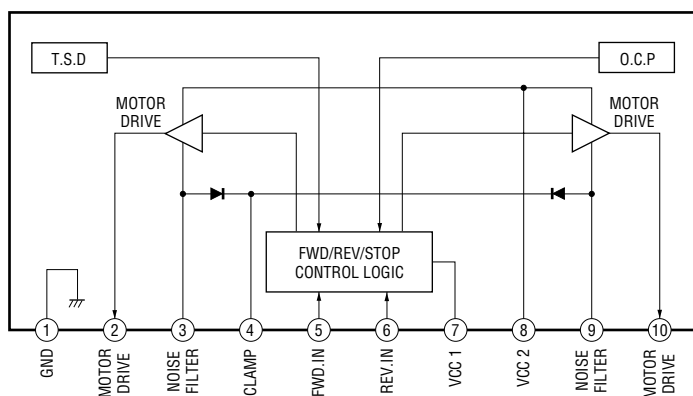 T.S.D
O.C.P
MOTOR
DRIVE
MOTOR
DRIVE
FWD/REV/STOP
CONTROL LOGIC
1
2
3
4
5
6
7
8
9
10
GND
MOTOR
DRIVE
NOISE
FILTER
CLAMP
FWD.IN
REV.IN
VCC 1
VCC 2
NOISE
FILTER
MOTOR
DRIVE